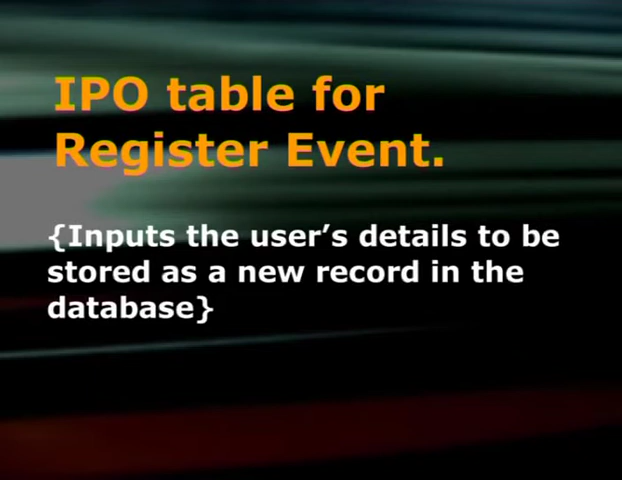 IPO table for
Register Event.
{Inputs the user’s details to be
stored as a new record in the
database}